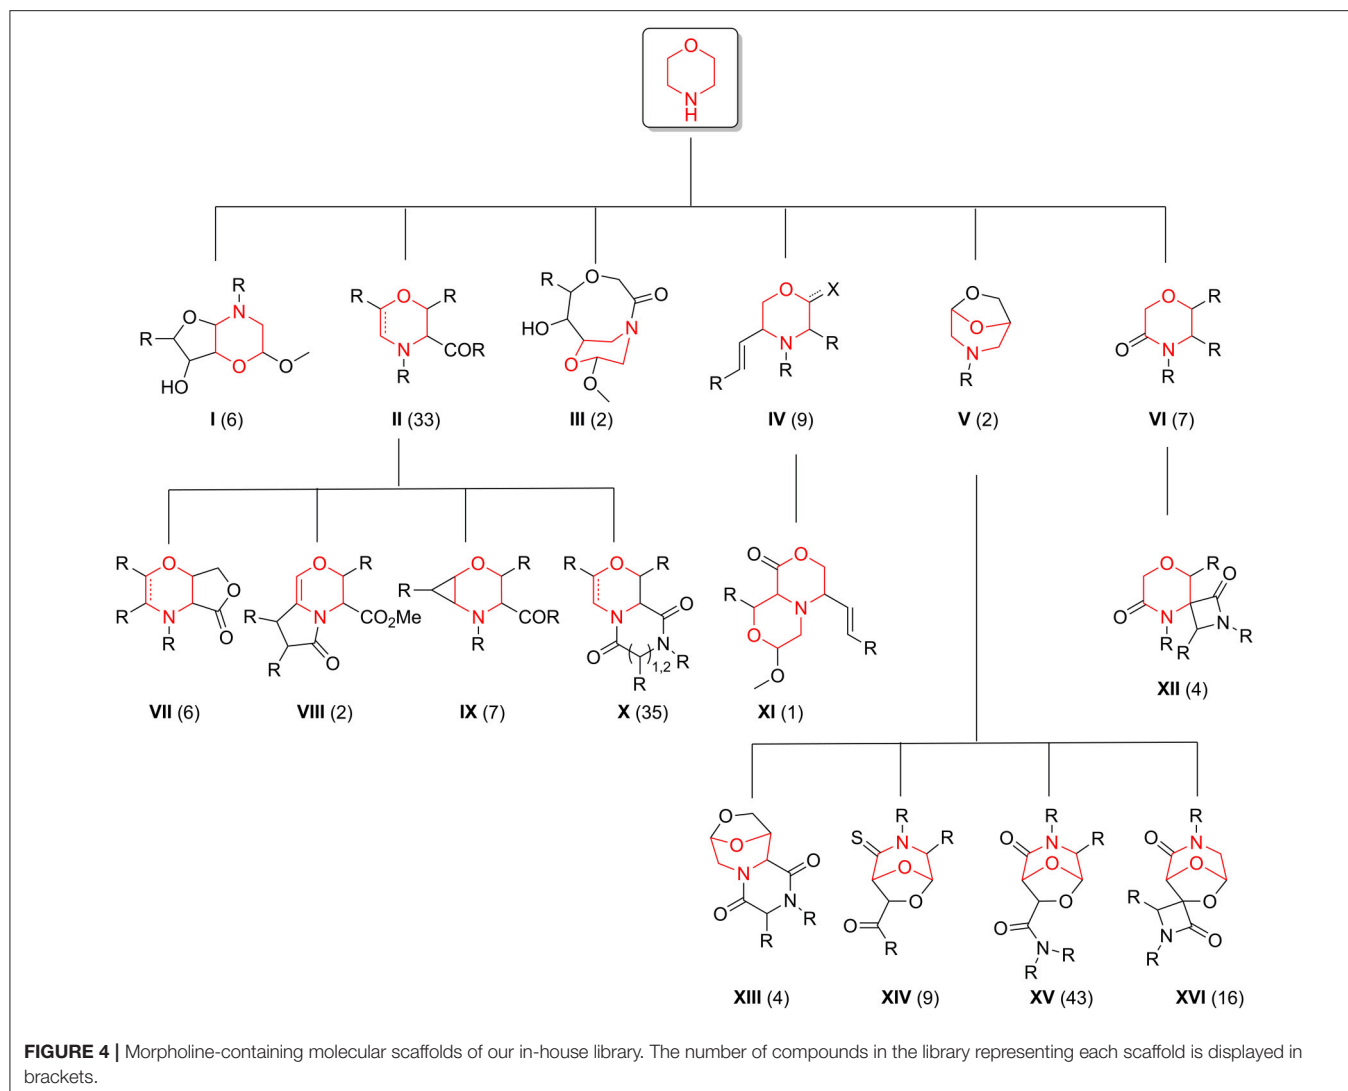 O
N
H
R
N
O
R
HO
O
O
I (6)
R
O
R
N
COR
R
II (33)
R
O
O
HO
N
O
O
III (2)
O
X
N
R
R
R
IV (9)
O
O
N
R
V (2)
O
R
O
N
R
R
VI (7)
R
O
R
O
N
O
R
VII (6)
O
R
N
CO2Me
R
R
O
VIII (2)
O
R
R
N
COR
R
IX (7)
R
O
R
O
N
N
R
O
1,2
R
X (35)
O
O
R
N
O
R
O
XI (1)
O
R
O
O
N
N
R
R
R
XII (4)
O
O
N
O
O
N
R
R
XIII (4)
R
S
N
R
O
O
O
R
XIV (9)
R
O
N
R
O
O
O
N
R
R
XV (43)
R
O
N
O
R
O
N
O
R
XVI (16)
FIGURE 4 | Morpholine-containing molecular scaffolds of our in-house library. The number of compounds in the library representing each scaffold is displayed in
brackets.